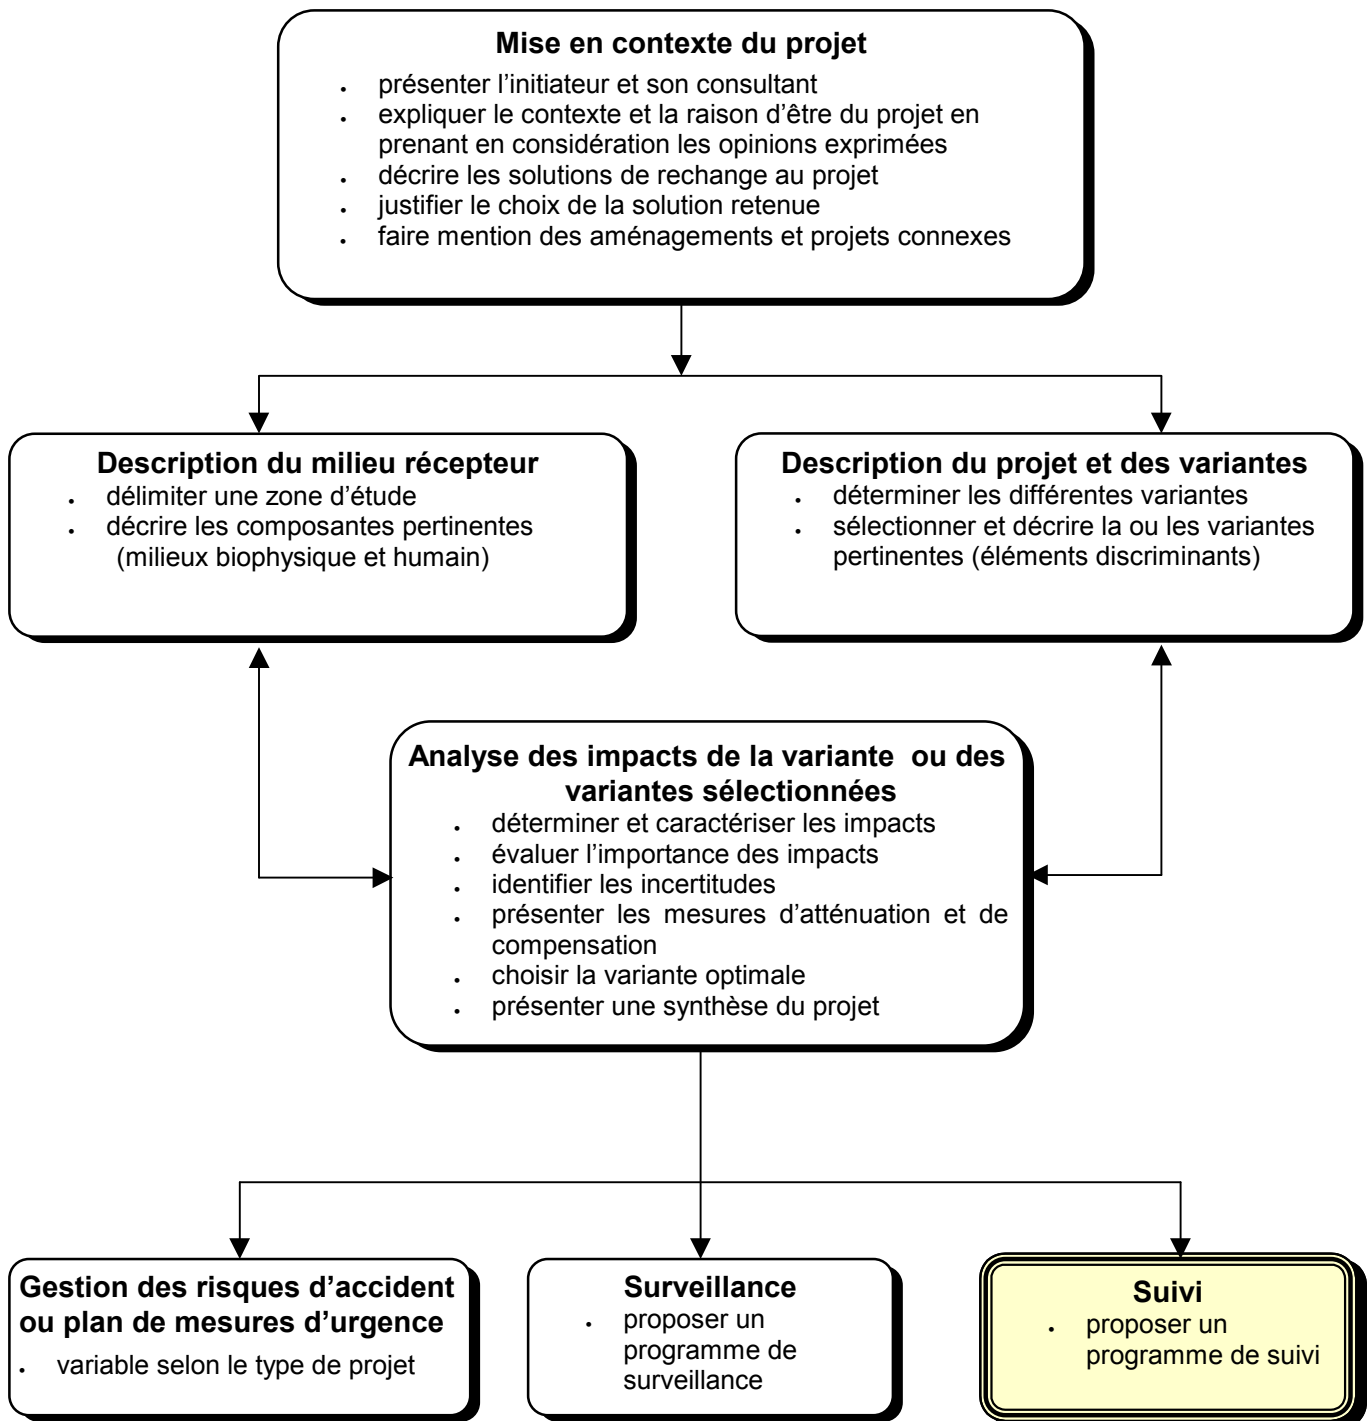 Mise en contexte du projet
. présenter l'initiateur et son consultant
. expliquer le contexte et la raison d'être du projet en
prenant en considération les opinions exprimées
. décrire les solutions de rechange au projet
. justifier le choix de la solution retenue
. faire mention des aménagements et projets connexes
Description du milieu récepteur
. délimiter une zone d'étude
. décrire les composantes pertinentes
(milieux biophysique et humain)
Description du projet et des variantes
. déterminer les différentes variantes
. sélectionner et décrire la ou les variantes
pertinentes (éléments discriminants)
Analyse des impacts de la variante ou des
variantes sélectionnées
. déterminer et caractériser les impacts
. évaluer l'importance des impacts
. identifier les incertitudes
. présenter les mesures d'atténuation et de
compensation
. choisir la variante optimale
. présenter une synthèse du projet
Gestion des risques d'accident
ou plan de mesures d'urgence
. variable selon le type de projet
Surveillance
. proposer un
programme de
surveillance
Suivi
. proposer un
programme de suivi